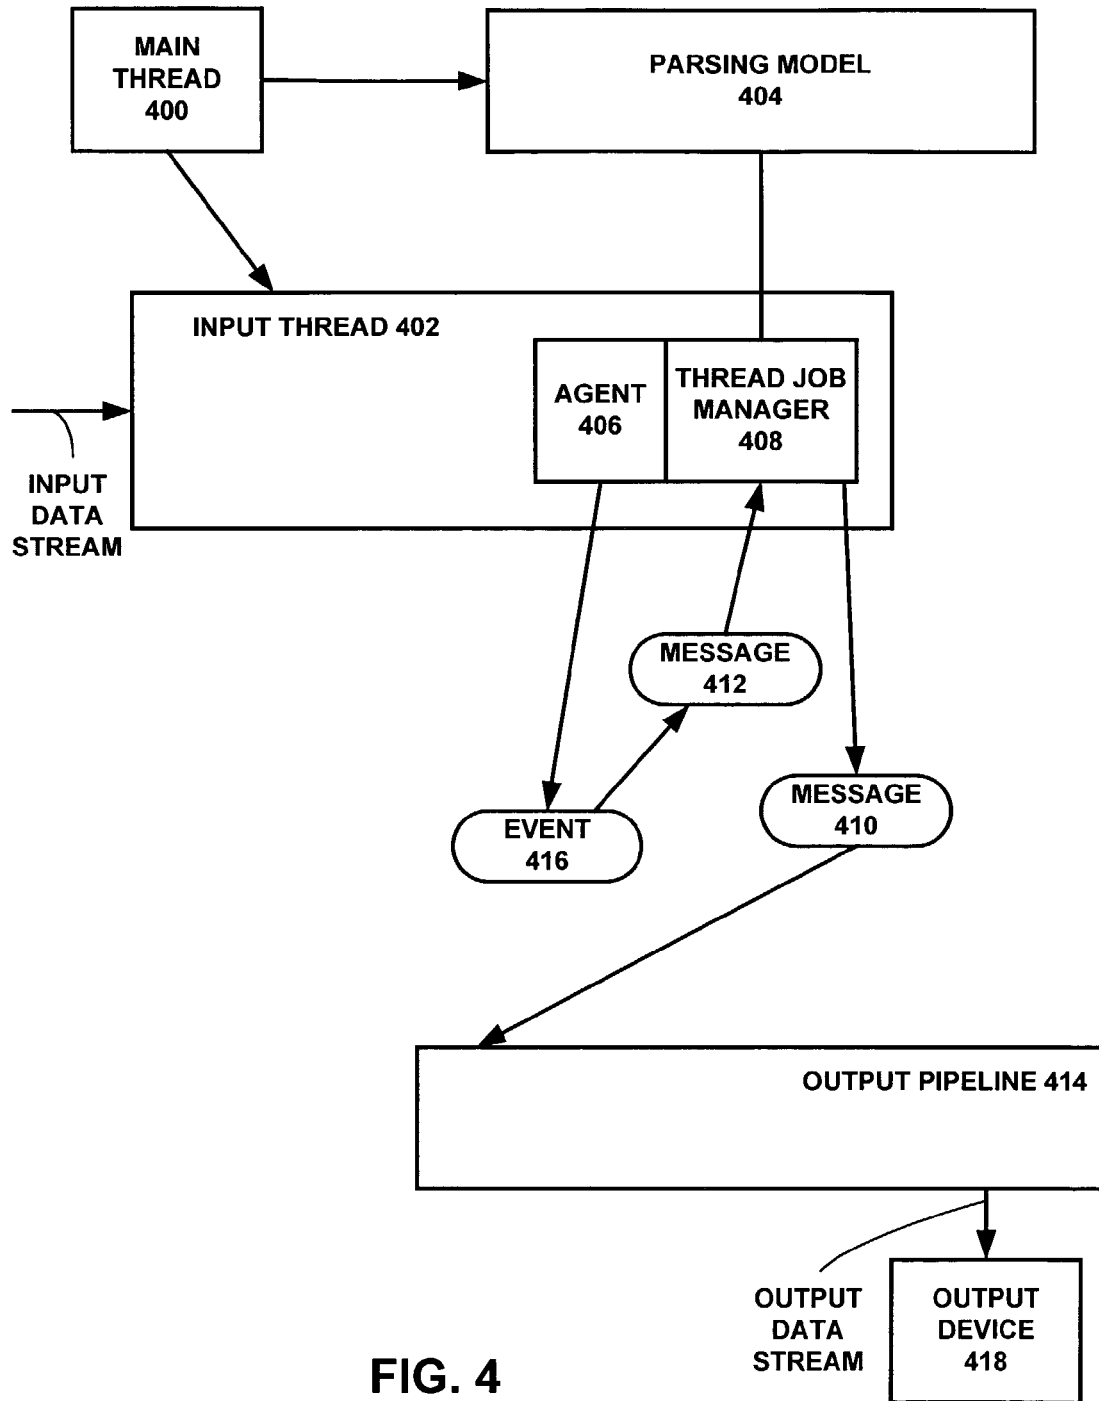 MAIN
THREAD
400
PARSING MODEL
404
INPUT THREAD 402
AGENT
406
THREAD JOB
MANAGER
408
INPUT
DATA
STREAM
MESSAGE
412
MESSAGE
410
EVENT
416
OUTPUT PIPELINE 414
OUTPUT
DATA
STREAM
OUTPUT
DEVICE
418
FIG. 4